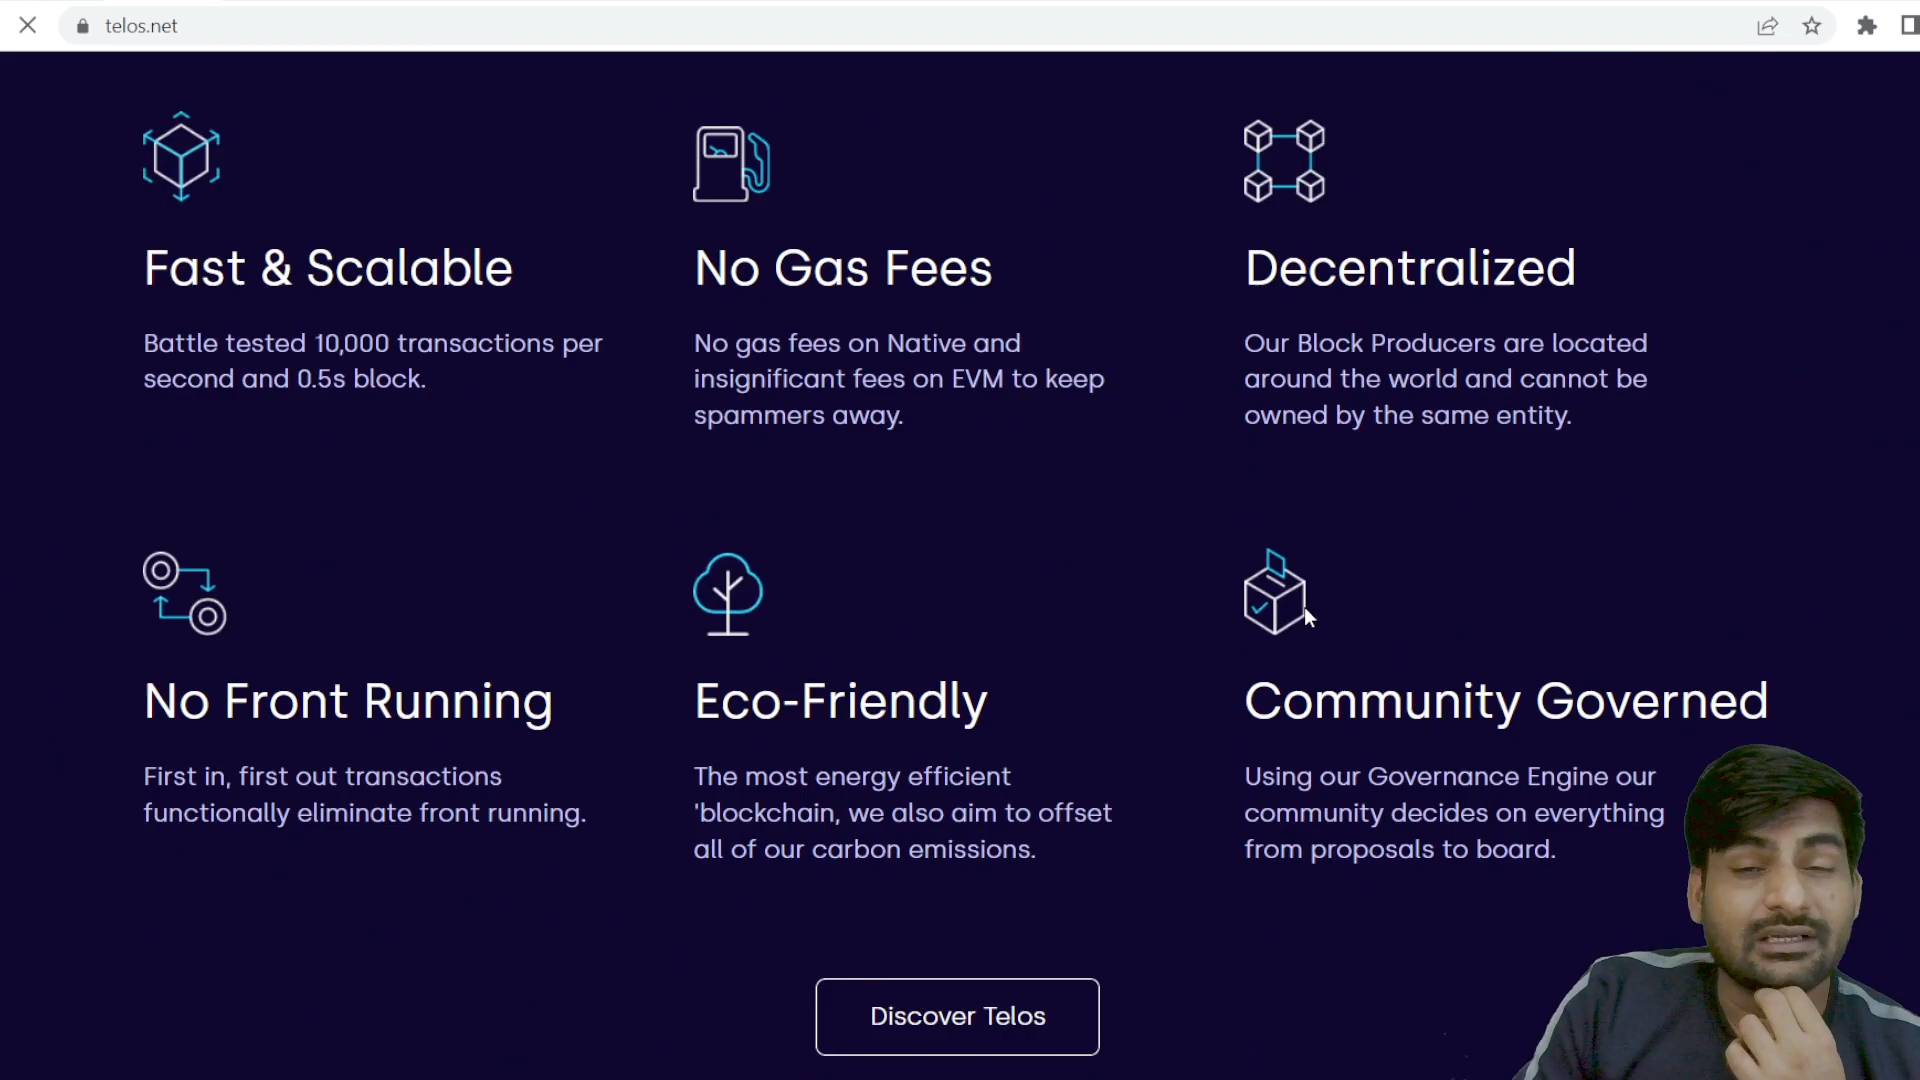 telos.net
Fast & Scalable
Battle tested 10,000 transactions per
second and 0.5s block.
No Gas Fees
No gas fees on Native and
insignificant fees on EVM to keep
spammers away.
Decentralized
Our Block Producers are located
around the world and cannot be
owned by the same entity.
No Front Running
First in, first out transactions
functionally eliminate front running.
Eco-Friendly
The most energy efficient
'blockchain, we also aim to offset
all of our carbon emissions.
Community Governed
Using our Governance Engine our
community decides on everything
from proposals to board.
Discover Telos